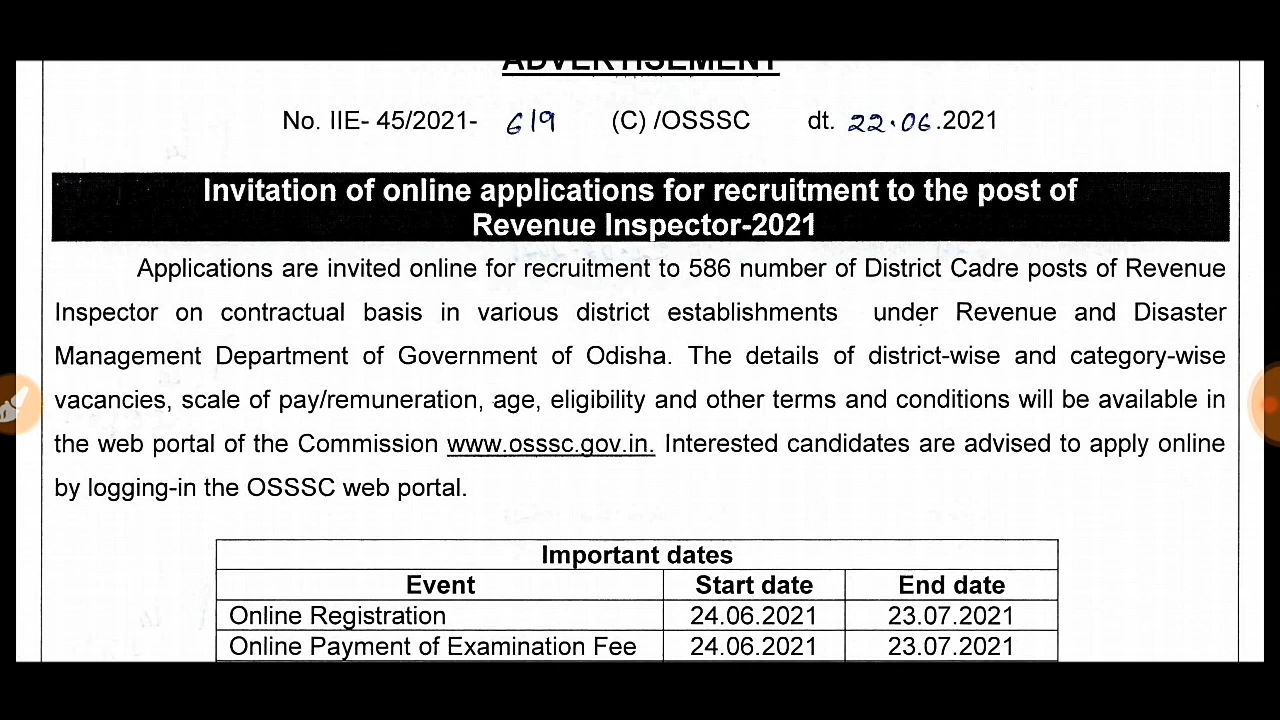 ADVERTISEMENT
No. IIE- 45/2021- 619 (C) /OSSSC dt. 22.06.2021
Invitation of online applications for recruitment to the post of
Revenue Inspector-2021
Applications are invited online for recruitment to 586 number of District Cadre posts of Revenue
Inspector on contractual basis in various district establishments under Revenue and Disaster
Management Department of Government of Odisha. The details of district-wise and category-wise
vacancies, scale of pay/remuneration, age, eligibility and other terms and conditions will be available in
the web portal of the Commission www.osssc.gov.in. Interested candidates are advised to apply online
by logging-in the OSSSC web portal.
Important dates
Event Start date End date
Online Registration 24.06.2021 23.07.2021
Online Payment of Examination Fee 24.06.2021 23.07.2021